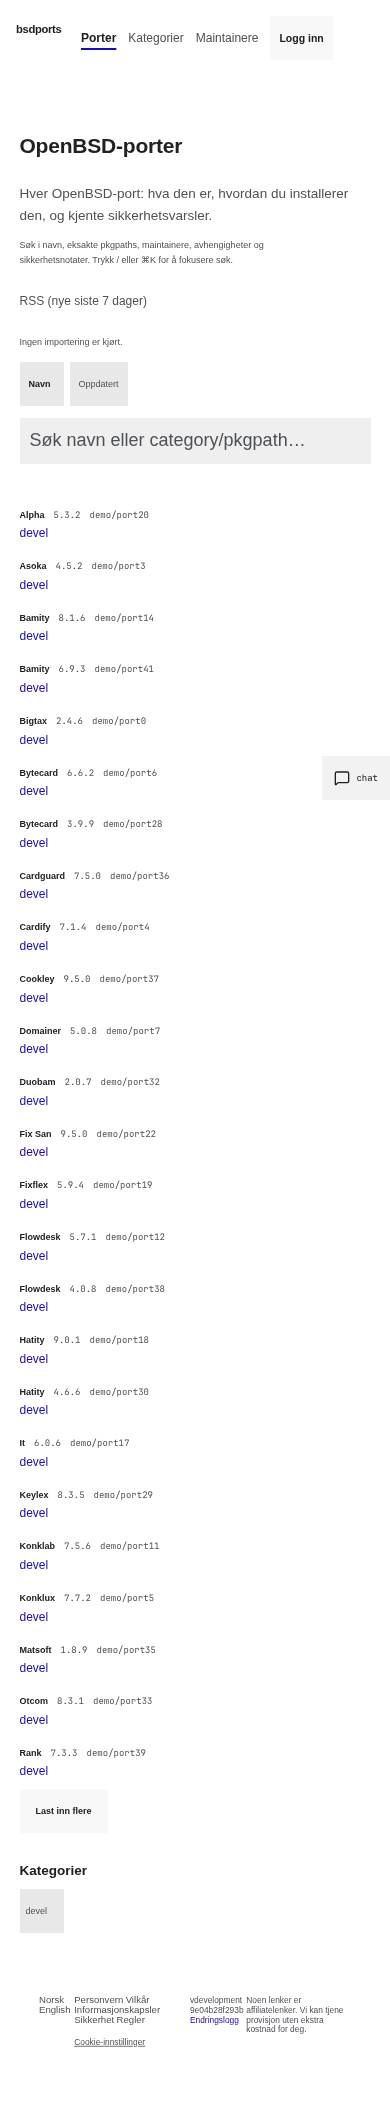 bsdports
Porter Kategorier Maintainere Logg inn
OpenBSD-porter
Hver OpenBSD-port: hva den er, hvordan du installerer
den, og kjente sikkerhetsvarsler.
Søk i navn, eksakte pkgpaths, maintainere, avhengigheter og
sikkerhetsnotater. Trykk / eller ⌘K for å fokusere søk.
RSS (nye siste 7 dager)
Ingen importering er kjørt.
Navn Oppdatert
Søk navn eller category/pkgpath…
Alpha 5.3.2 demo/port20
devel
Asoka 4.5.2 demo/port3
devel
Bamity 8.1.6 demo/port14
devel
Bamity 6.9.3 demo/port41
devel
Bigtax 2.4.6 demo/port0
devel
Bytecard 6.6.2 demo/port6
devel
chat
Bytecard 3.9.9 demo/port28
devel
Cardguard 7.5.0 demo/port36
devel
Cardify 7.1.4 demo/port4
devel
Cookley 9.5.0 demo/port37
devel
Domainer 5.0.8 demo/port7
devel
Duobam 2.0.7 demo/port32
devel
Fix San 9.5.0 demo/port22
devel
Fixflex 5.9.4 demo/port19
devel
Flowdesk 5.7.1 demo/port12
devel
Flowdesk 4.0.8 demo/port38
devel
Hatity 9.0.1 demo/port18
devel
Hatity 4.6.6 demo/port30
devel
It 6.0.6 demo/port17
devel
Keylex 8.3.5 demo/port29
devel
Konklab 7.5.6 demo/port11
devel
Konklux 7.7.2 demo/port5
devel
Matsoft 1.8.9 demo/port35
devel
Otcom 8.3.1 demo/port33
devel
Rank 7.3.3 demo/port39
devel
Last inn flere
Kategorier
devel
Norsk
English
Personvern Vilkår
Informasjonskapsler
Sikkerhet Regler
Cookie-innstillinger
vdevelopment
9e04b28f293b
Endringslogg
Noen lenker er
affiliatelenker. Vi kan tjene
provisjon uten ekstra
kostnad for deg.